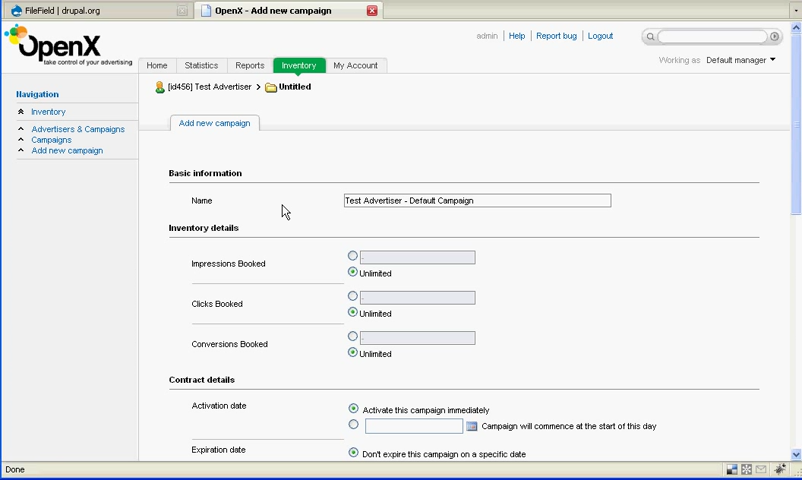 FileField | drupal.org
OpenX - Add new campaign
OpenX
take control of your advertising
admin | Help | Report bug | Logout
Home Statistics Reports Inventory My Account
Working as Default manager
Navigation
Inventory
Advertisers & Campaigns
Campaigns
Add new campaign
[id456] Test Advertiser Untitled
Add new campaign
Basic information
Name Test Advertiser - Default Campaign
Inventory details
Impressions Booked -
Unlimited
Clicks Booked -
Unlimited
Conversions Booked -
Unlimited
Contract details
Activation date Activate this campaign immediately
Campaign will commence at the start of this day
Expiration date Don't expire this campaign on a specific date
Done